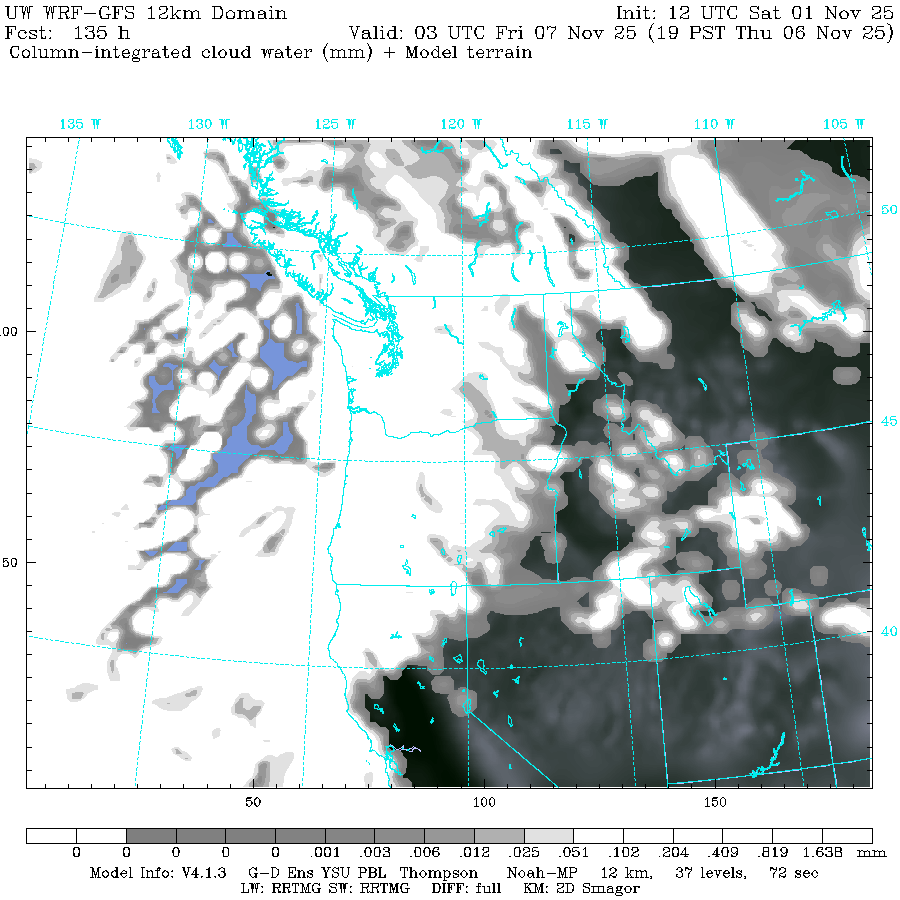 UW WRF-GFS 12km Domain Init: 12 UTC Sat 01 Nov 25
Fcst: 135 h Valid: 03 UTC Fri 07 Nov 25 (19 PST Thu 06 Nov 25)
Column-integrated cloud water (mm) + Model terrain
135 W 130 W 125 W 120 W 115 W 110 W 105 W
50
00
45
50
40
50 100 150
0 0 0 0 .001 .003 .006 .012 .025 .051 .102 .204 .409 .819 1.638 mm
Model Info: V4.1.3 G-D Ens YSU PBL Thompson Noah-MP 12 km, 37 levels, 72 sec
LW: RRTMG SW: RRTMG DIFF: full KM: 2D Smagor